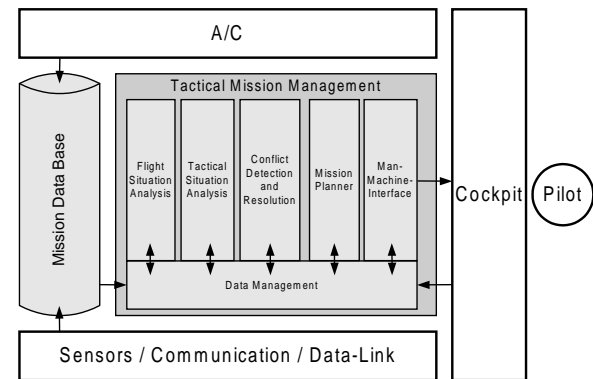 A/C
Tactical Mission Management
Mission Data Base
Flight
Situation
Analysis
Tactical
Situation
Analysis
Conflict
Detection
and
Resolution
Mission
Planner
Man-
Machine-
Interface
Data Management
Cockpit
Pilot
Sensors / Communication / Data-Link